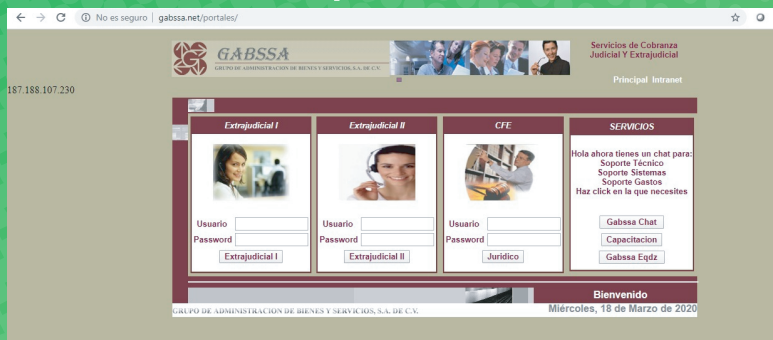 No es seguro | gabssa.net/portales/
GABSSA
GRUPO DE ADMINISTRACIÓN DE BIENES Y SERVICIOS, S.A. DE C.V.
Servicios de Cobranza
Judicial Y Extrajudicial
Principal Intranet
187.188.107.230
Extrajudicial I
Usuario
Password
Extrajudicial I
Extrajudicial II
Usuario
Password
Extrajudicial II
CFE
Usuario
Password
Juridico
SERVICIOS
Hola ahora tienes un chat para:
Soporte Técnico
Soporte Sistemas
Soporte Gastos
Haz click en la que necesites
Gabssa Chat
Capacitacion
Gabssa Eqdz
Bienvenido
GRUPO DE ADMINISTRACION DE BIENES Y SERVICIOS, S.A. DE C.V.
Miércoles, 18 de Marzo de 2020